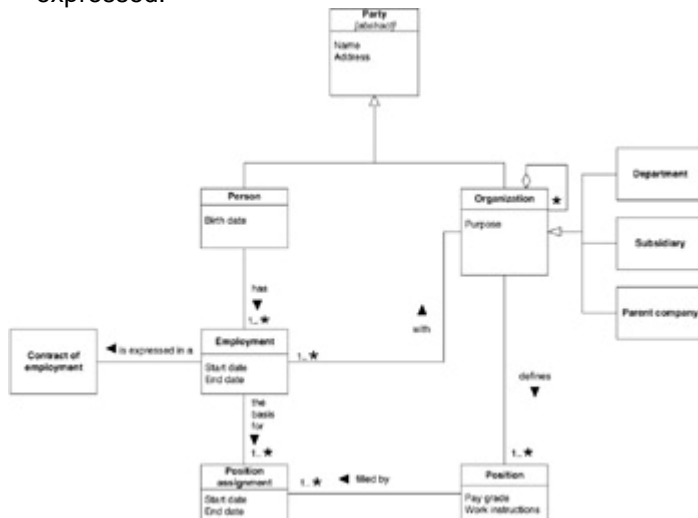 expressed.
Party
{abstract}
Name
Address
Person
Birth date
Organization
Purpose
*
Department
Subsidiary
Parent company
has
1..*
with
Contract of
employment
is expressed in a
Employment
Start date
End date
1..*
defines
the
basis
for
1..*
1..*
Position
assignment
Start date
End date
1..*
filled by
Position
Pay grade
Work instructions